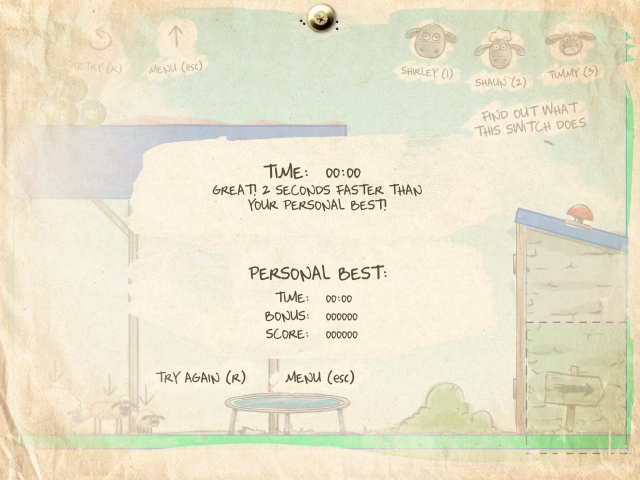 RETRY (R)
MENU (esc)
SHIRLEY (1)
SHAUN (2)
TIMMY (3)
FIND OUT WHAT
THIS SWITCH DOES
TIME: 00:00
GREAT! 2 SECONDS FASTER THAN
YOUR PERSONAL BEST!
PERSONAL BEST:
TIME: 00:00
BONUS: 000000
SCORE: 000000
TRY AGAIN (R)
MENU (esc)